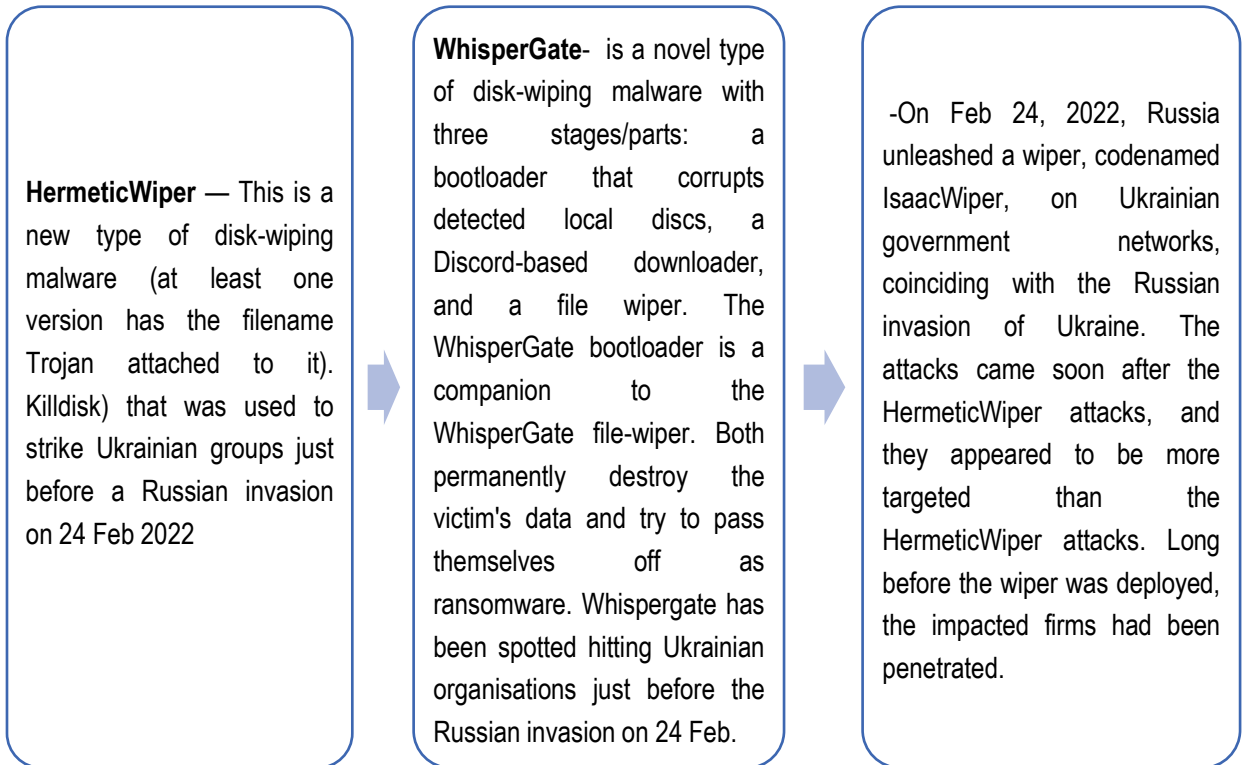 HermeticWiper — This is a
new type of disk-wiping
malware (at least one
version has the filename
Trojan attached to it).
Killdisk) that was used to
strike Ukrainian groups just
before a Russian invasion
on 24 Feb 2022
WhisperGate- is a novel type
of disk-wiping malware with
three stages/parts: a
bootloader that corrupts
detected local discs, a
Discord-based downloader,
and a file wiper. The
WhisperGate bootloader is a
companion to the
WhisperGate file-wiper. Both
permanently destroy the
victim's data and try to pass
themselves off as
ransomware. Whispergate has
been spotted hitting Ukrainian
organisations just before the
Russian invasion on 24 Feb.
-On Feb 24, 2022, Russia
unleashed a wiper, codenamed
IsaacWiper, on Ukrainian
government networks,
coinciding with the Russian
invasion of Ukraine. The
attacks came soon after the
HermeticWiper attacks, and
they appeared to be more
targeted than the
HermeticWiper attacks. Long
before the wiper was deployed,
the impacted firms had been
penetrated.